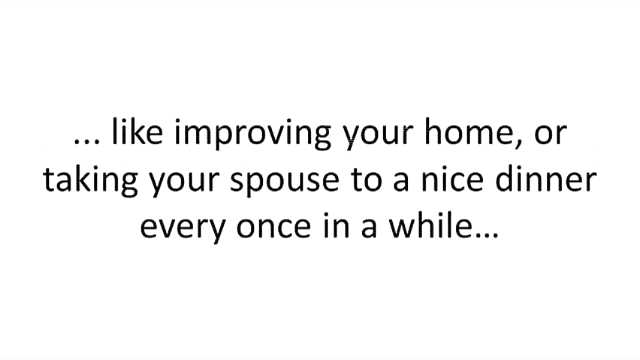 ... like improving your home, or
taking your spouse to a nice dinner
every once in a while…